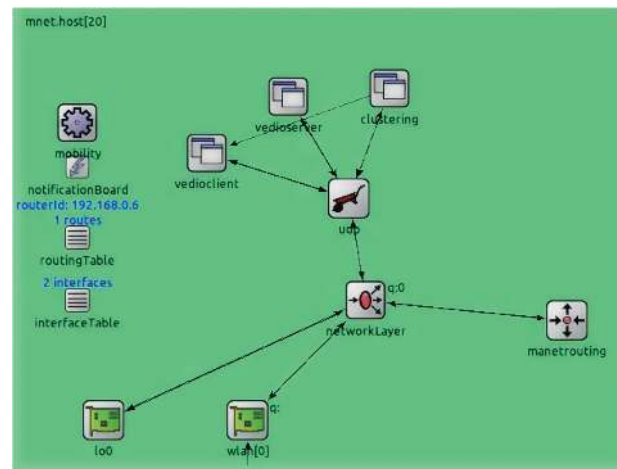 mnet.host[20]
vedioserver
clustering
mobility
vedioclient
notificationBoard
routerId: 192.168.0.6
1 routes
udp
routingTable
2 interfaces
q:0
interfaceTable
networkLayer
manetrouting
q:
lo0
wlan[0]